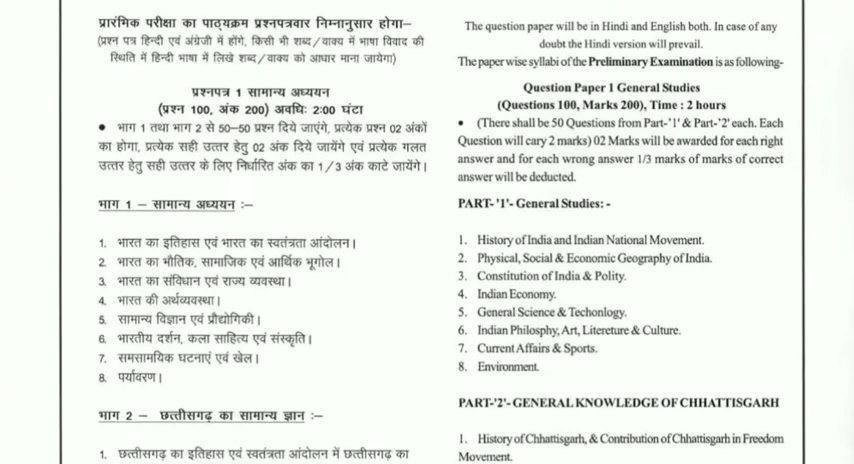 प्रारंभिक परीक्षा का पाठ्यक्रम प्रश्नपत्रवार निम्नानुसार होगा–
(प्रश्न पत्र हिन्दी एवं अंग्रेजी में होंगे, किसी भी शब्द/वाक्य में भाषा विवाद की
स्थिति में हिन्दी भाषा में लिखे शब्द/वाक्य को आधार माना जायेगा)
प्रश्नपत्र 1 सामान्य अध्ययन
(प्रश्न 100, अंक 200) अवधिः 2:00 घंटा
• भाग 1 तथा भाग 2 से 50–50 प्रश्न दिये जाएंगे, प्रत्येक प्रश्न 02 अंकों
का होगा, प्रत्येक सही उत्तर हेतु 02 अंक दिये जायेंगे एवं प्रत्येक गलत
उत्तर हेतु सही उत्तर के लिए निर्धारित अंक का 1/3 अंक काटे जायेंगे।
भाग 1 – सामान्य अध्ययन :–
1. भारत का इतिहास एवं भारत का स्वतंत्रता आंदोलन।
2. भारत का भौतिक, सामाजिक एवं आर्थिक भूगोल।
3. भारत का संविधान एवं राज्य व्यवस्था।
4. भारत की अर्थव्यवस्था।
5. सामान्य विज्ञान एवं प्रौद्योगिकी।
6. भारतीय दर्शन, कला साहित्य एवं संस्कृति।
7. समसामयिक घटनाएं एवं खेल।
8. पर्यावरण।
भाग 2 – छत्तीसगढ़ का सामान्य ज्ञान :–
1. छत्तीसगढ़ का इतिहास एवं स्वतंत्रता आंदोलन में छत्तीसगढ़ का
The question paper will be in Hindi and English both. In case of any
doubt the Hindi version will prevail.
The paper wise syllabi of the Preliminary Examination is as following-
Question Paper 1 General Studies
(Questions 100, Marks 200), Time : 2 hours
• (There shall be 50 Questions from Part-'1' & Part-'2' each. Each
Question will cary 2 marks) 02 Marks will be awarded for each right
answer and for each wrong answer 1/3 marks of marks of correct
answer will be deducted.
PART- '1'- General Studies: -
1. History of India and Indian National Movement.
2. Physical, Social & Economic Geography of India.
3. Constitution of India & Polity.
4. Indian Economy.
5. General Science & Techonlogy.
6. Indian Philosphy, Art, Litereture & Culture.
7. Current Affairs & Sports.
8. Environment.
PART-'2'- GENERAL KNOWLEDGE OF CHHATTISGARH
1. History of Chhattisgarh, & Contribution of Chhattisgarh in Freedom
Movement.